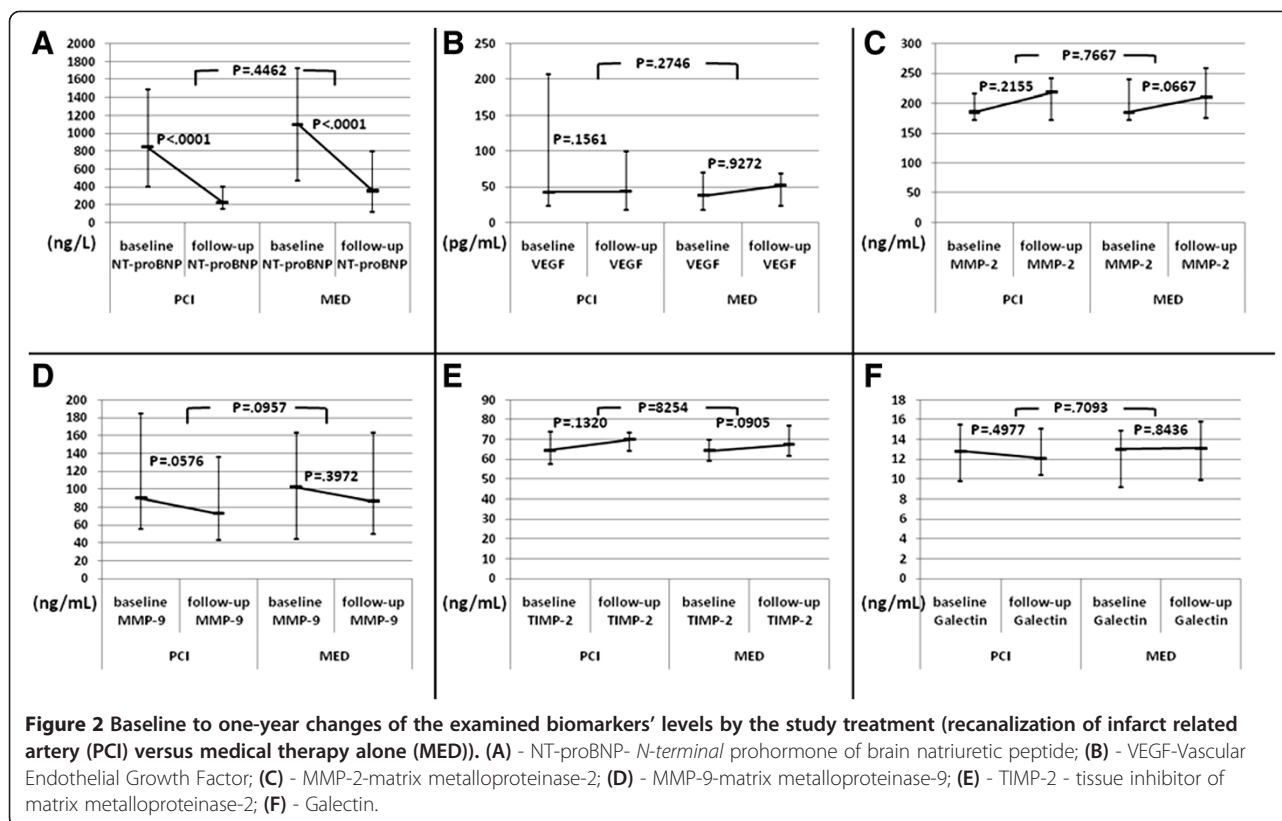 A
2000
1800
1600
1400
1200
1000
800
600
400
200
0
(ng/L)
P=.4462
P<.0001
P<.0001
baseline follow-up baseline follow-up
NT-proBNP NT-proBNP NT-proBNP NT-proBNP
PCI MED
B
250
200
150
100
50
0
(pg/mL)
P=.2746
P=.1561
P=.9272
baseline follow-up baseline follow-up
VEGF VEGF VEGF VEGF
PCI MED
C
300
250
200
150
100
50
0
(ng/mL)
P=.7667
P=.2155
P=.0667
baseline follow-up baseline follow-up
MMP-2 MMP-2 MMP-2 MMP-2
PCI MED
D
200
180
160
140
120
100
80
60
40
20
0
(ng/mL)
P=.0957
P=.0576
P=.3972
baseline follow-up baseline follow-up
MMP-9 MMP-9 MMP-9 MMP-9
PCI MED
E
90
80
70
60
50
40
30
20
10
0
(ng/mL)
P=8254
P=.1320
P=.0905
baseline follow-up baseline follow-up
TIMP-2 TIMP-2 TIMP-2 TIMP-2
PCI MED
F
18
16
14
12
10
8
6
4
2
0
(ng/mL)
P=.7093
P=.4977
P=.8436
baseline follow-up baseline follow-up
Galectin Galectin Galectin Galectin
PCI MED
Figure 2 Baseline to one-year changes of the examined biomarkers' levels by the study treatment (recanalization of infarct related
artery (PCI) versus medical therapy alone (MED)). (A) - NT-proBNP- N-terminal prohormone of brain natriuretic peptide; (B) - VEGF-Vascular
Endothelial Growth Factor; (C) - MMP-2-matrix metalloproteinase-2; (D) - MMP-9-matrix metalloproteinase-9; (E) - TIMP-2 - tissue inhibitor of
matrix metalloproteinase-2; (F) - Galectin.